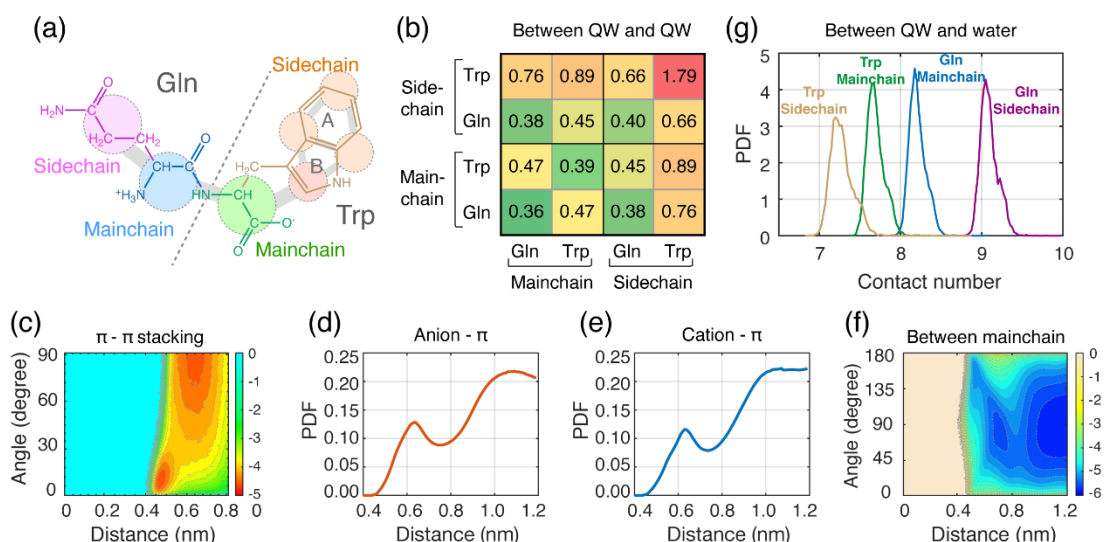 (a)
Gln
Sidechain
O
H₂N
C
C-C
H₂
H₂
Sidechain
CH
C
O
⁺H₃N
HN
Mainchain
H₂
C
A
B
NH
CH
C
O⁻
O
Trp
Mainchain
(b)
Between QW and QW
Side-
chain
Trp
0.76 0.89 0.66 1.79
Gln
0.38 0.45 0.40 0.66
Main-
chain
Trp
0.47 0.39 0.45 0.89
Gln
0.36 0.47 0.38 0.76
Gln Trp Gln Trp
Mainchain Sidechain
(g)
Between QW and water
PDF
5
4
3
2
1
0
Trp
Sidechain
Trp
Mainchain
Gln
Mainchain
Gln
Sidechain
7 8 9 10
Contact number
(c)
π - π stacking
Angle (degree)
90
60
30
0
0 0.2 0.4 0.6 0.8
Distance (nm)
0
-1
-2
-3
-4
-5
(d)
Anion - π
PDF
0.25
0.20
0.15
0.10
0.05
0.00
0.4 0.6 0.8 1.0 1.2
Distance (nm)
(e)
Cation - π
PDF
0.25
0.20
0.15
0.10
0.05
0.00
0.4 0.6 0.8 1.0 1.2
Distance (nm)
(f)
Between mainchain
Angle (degree)
180
135
90
45
0
0 0.2 0.4 0.6 0.8 1.0 1.2
Distance (nm)
0
-1
-2
-3
-4
-5
-6